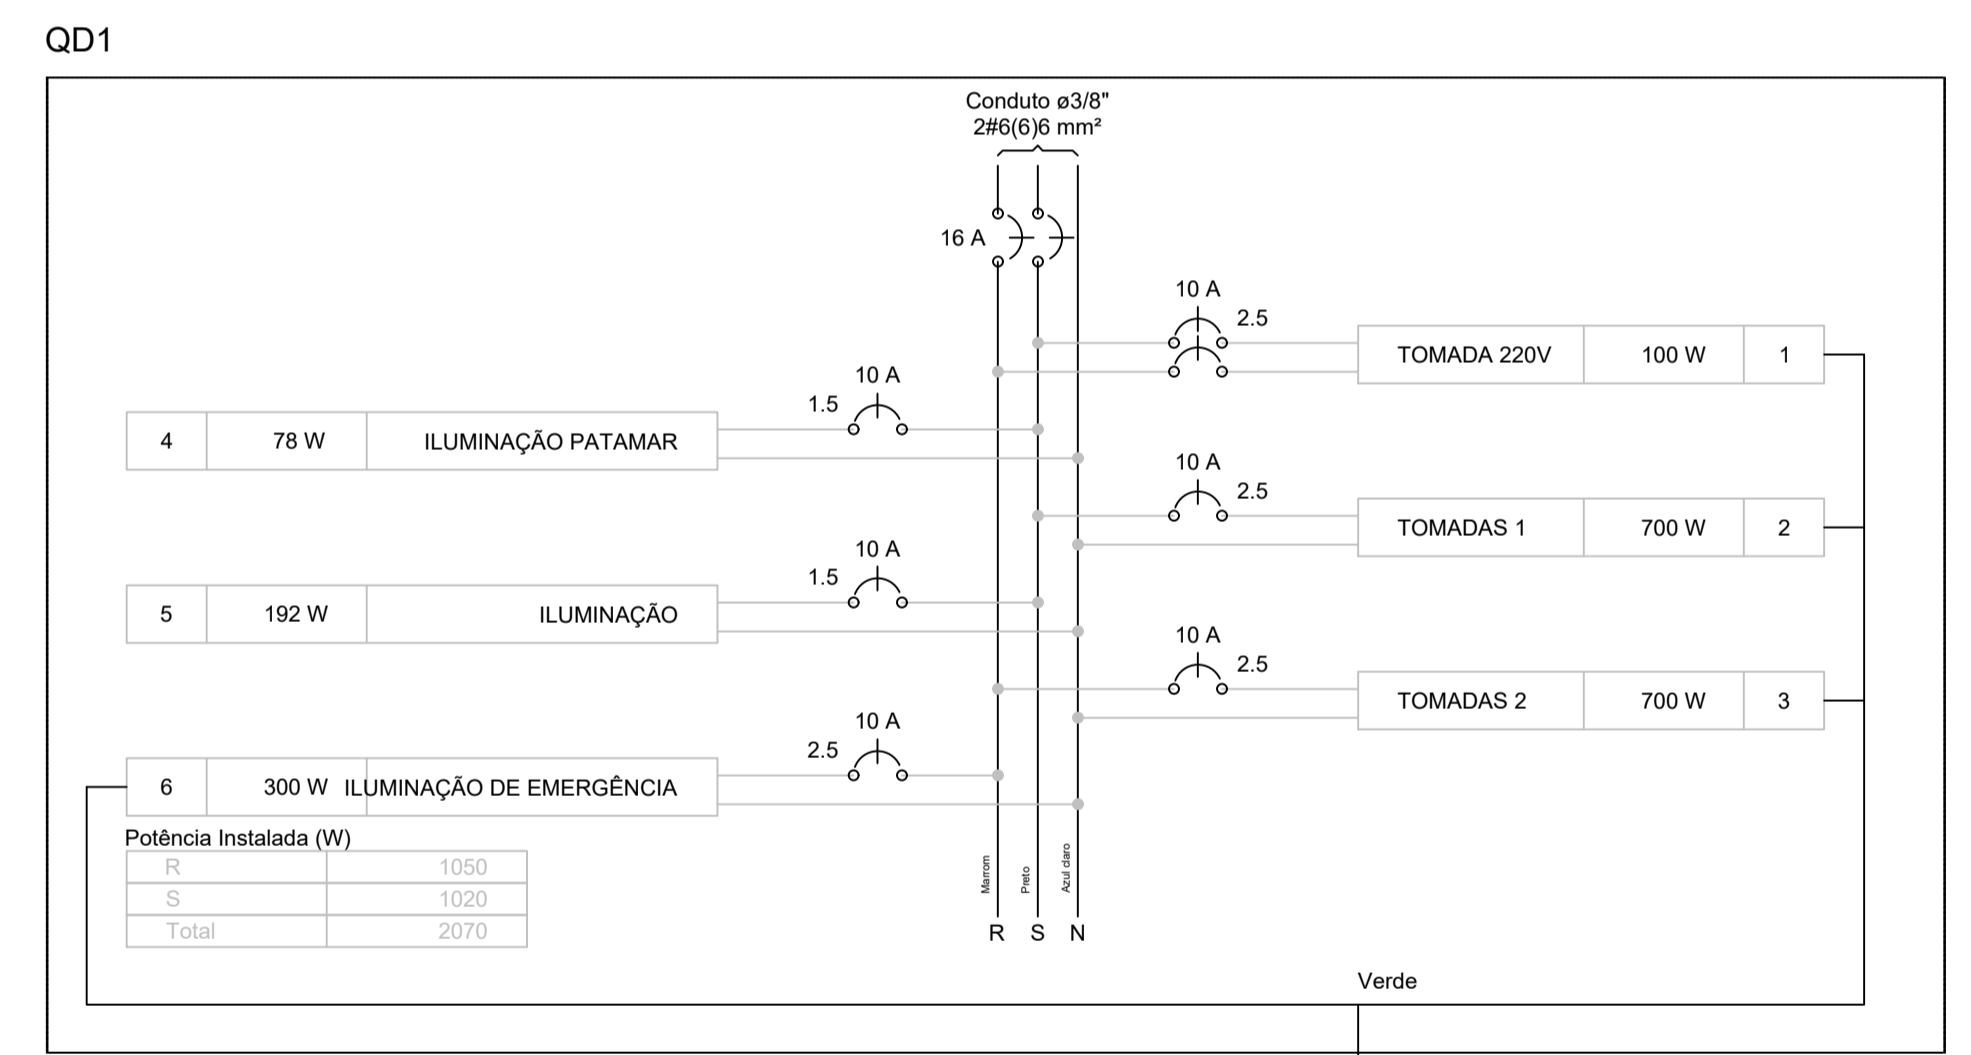 QD1
Conduto ø3/8"
2#6(6)6 mm²
16 A
10 A
2.5
TOMADA 220V 100 W 1
10 A
1.5
4 78 W ILUMINAÇÃO PATAMAR
10 A
2.5
TOMADAS 1 700 W 2
10 A
1.5
5 192 W ILUMINAÇÃO
10 A
2.5
TOMADAS 2 700 W 3
10 A
2.5
6 300 W ILUMINAÇÃO DE EMERGÊNCIA
Potência Instalada (W)
R 1050
S 1020
Total 2070
Marrom
Preto
Azul claro
R S N
Verde